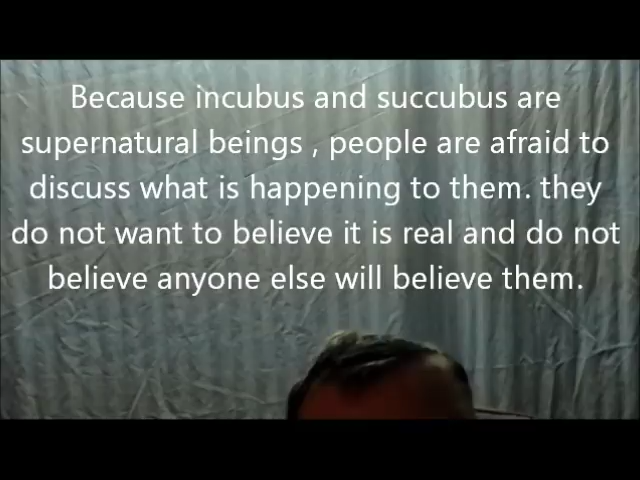 Because incubus and succubus are
supernatural beings , people are afraid to
discuss what is happening to them. they
do not want to believe it is real and do not
believe anyone else will believe them.